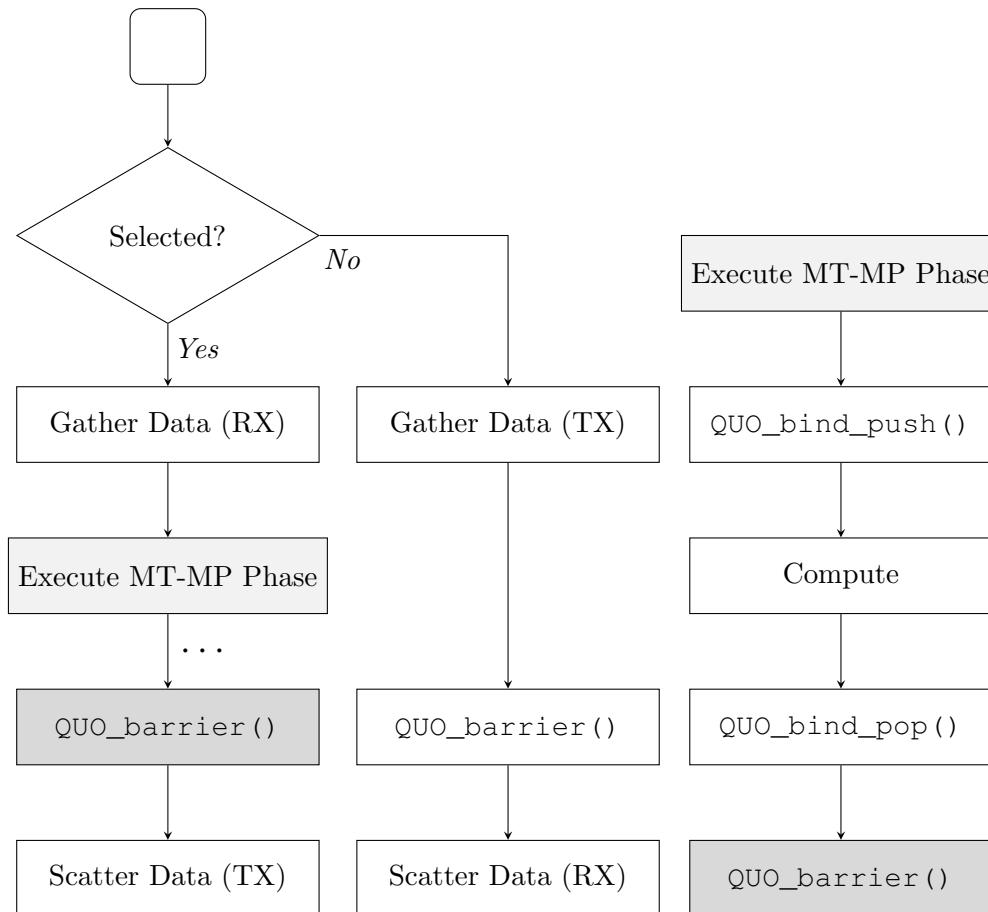 Selected?
No
Execute MT-MP Phase
Yes
Gather Data (RX)
Gather Data (TX)
QUO_bind_push()
Execute MT-MP Phase
Compute
...
QUO_barrier()
QUO_barrier()
QUO_bind_pop()
Scatter Data (TX)
Scatter Data (RX)
QUO_barrier()